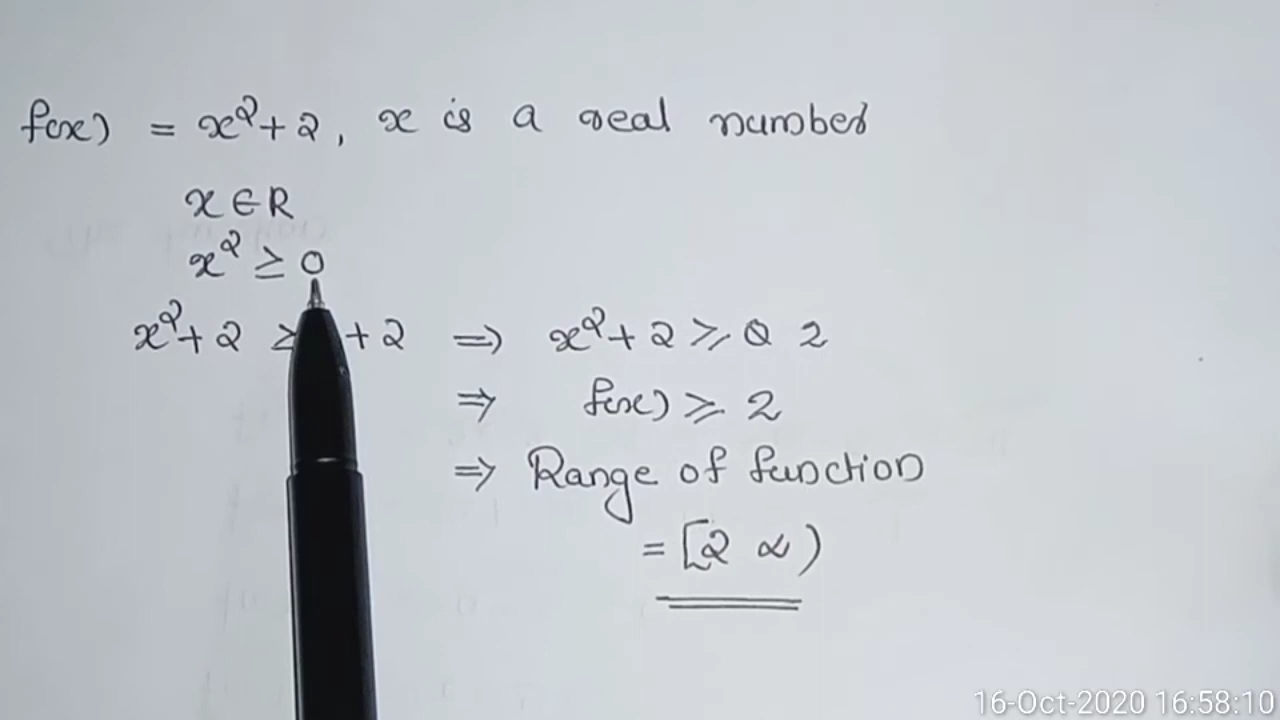 f(x) = x²+2, x is a real number
x ∈ R
x² ≥ 0
x²+2 ≥ +2 ⇒ x²+2 ≥ 2
⇒ f(x) ≥ 2
⇒ Range of function
= [2 ∝)
16-Oct-2020 16:58:10